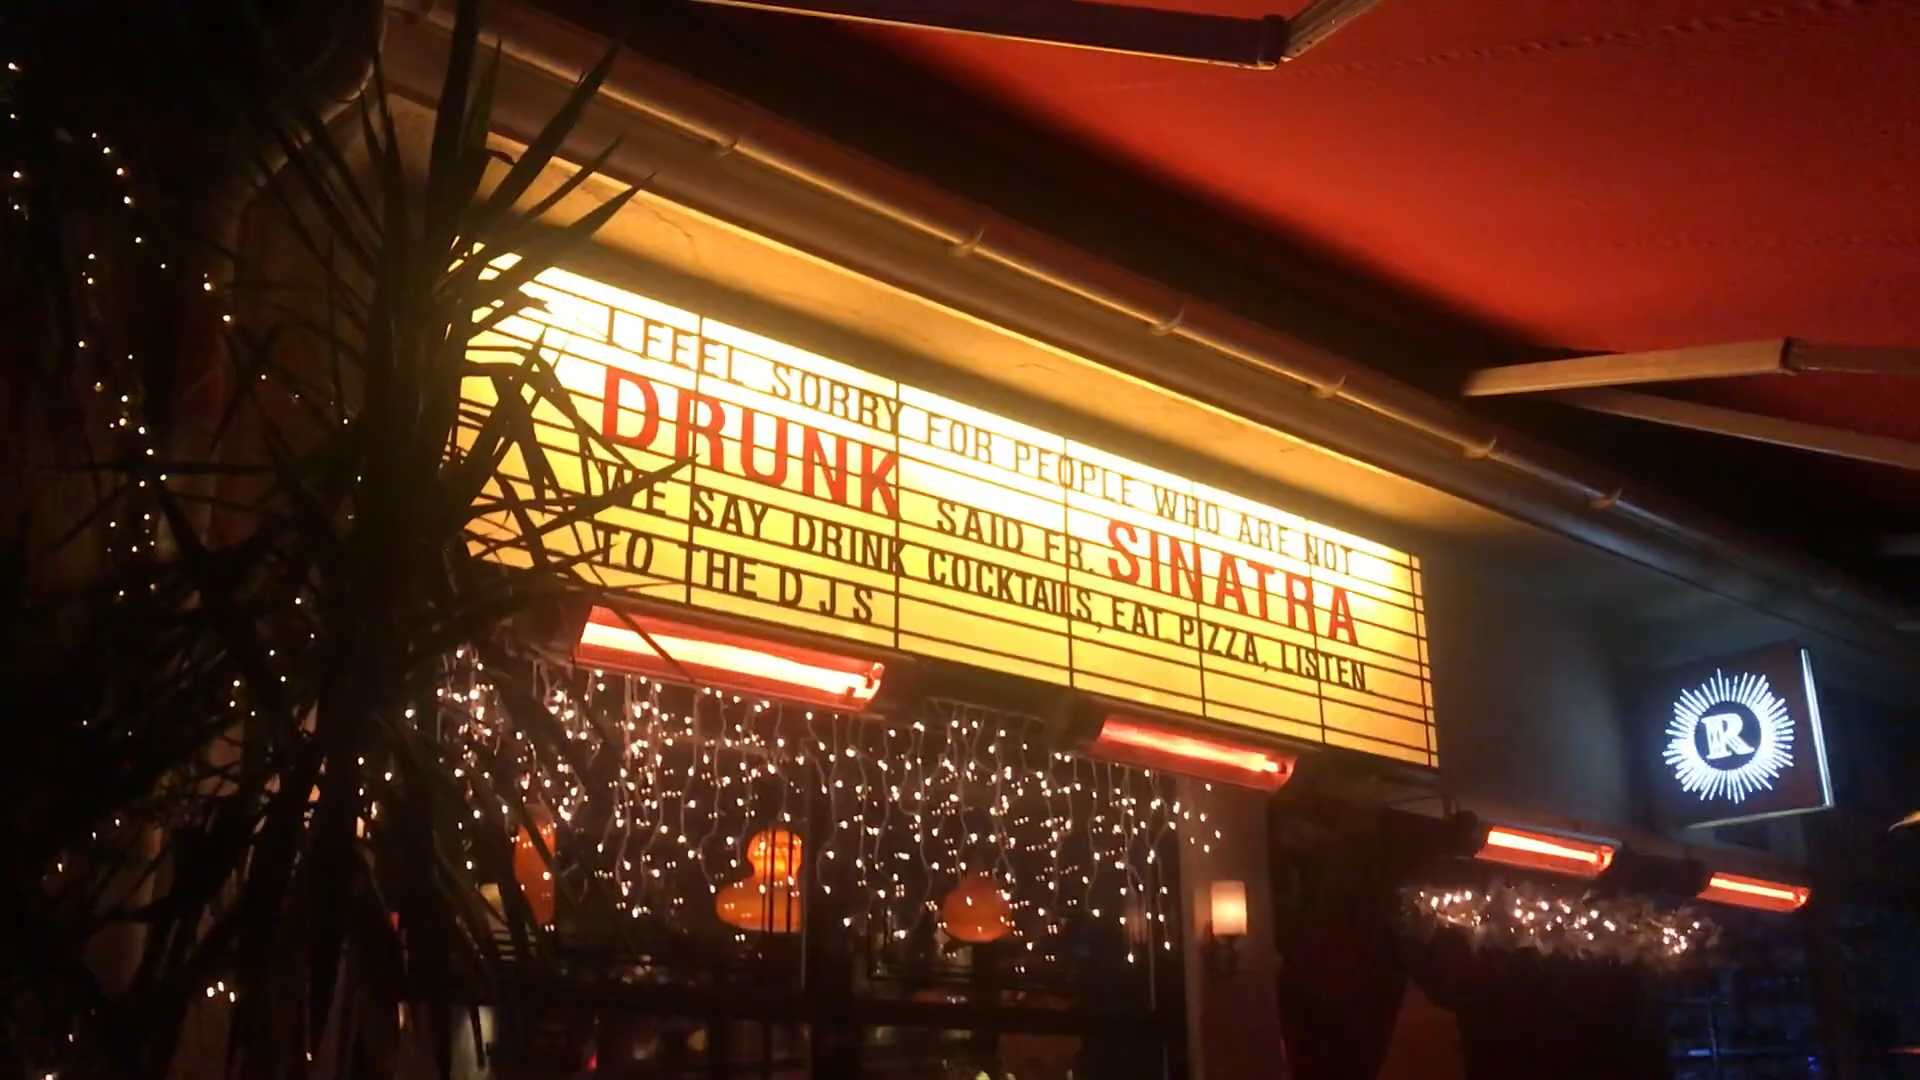 I FEEL SORRY FOR PEOPLE WHO ARE NOT
DRUNK SAID FR. SINATRA
WE SAY DRINK COCKTAILS, EAT PIZZA, LISTEN
TO THE DJS
R